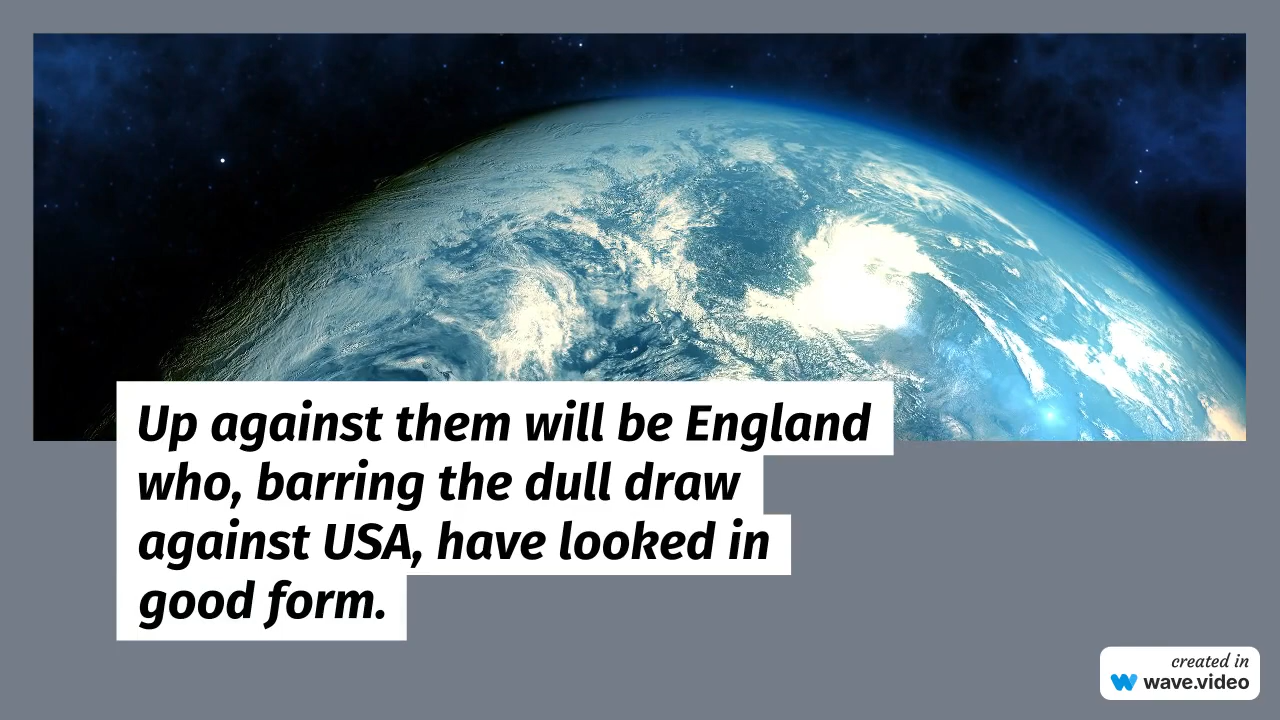 Up against them will be England
who, barring the dull draw
against USA, have looked in
good form.
created in
wave.video